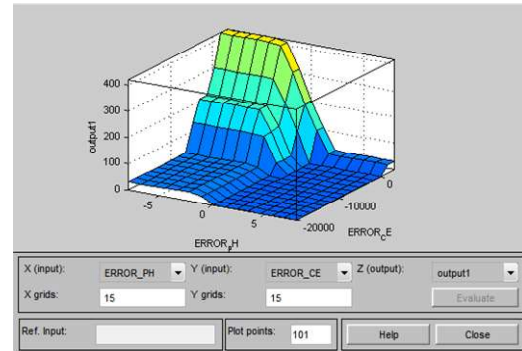 400
300
200
100
0
output1
-5
0
5
ERROR_PH
-20000
-10000
0
ERROR_CE
X (input): ERROR_PH Y (input): ERROR_CE Z (output): output1
X grids: 15 Y grids: 15 Evaluate
Ref. Input: Plot points: 101 Help Close